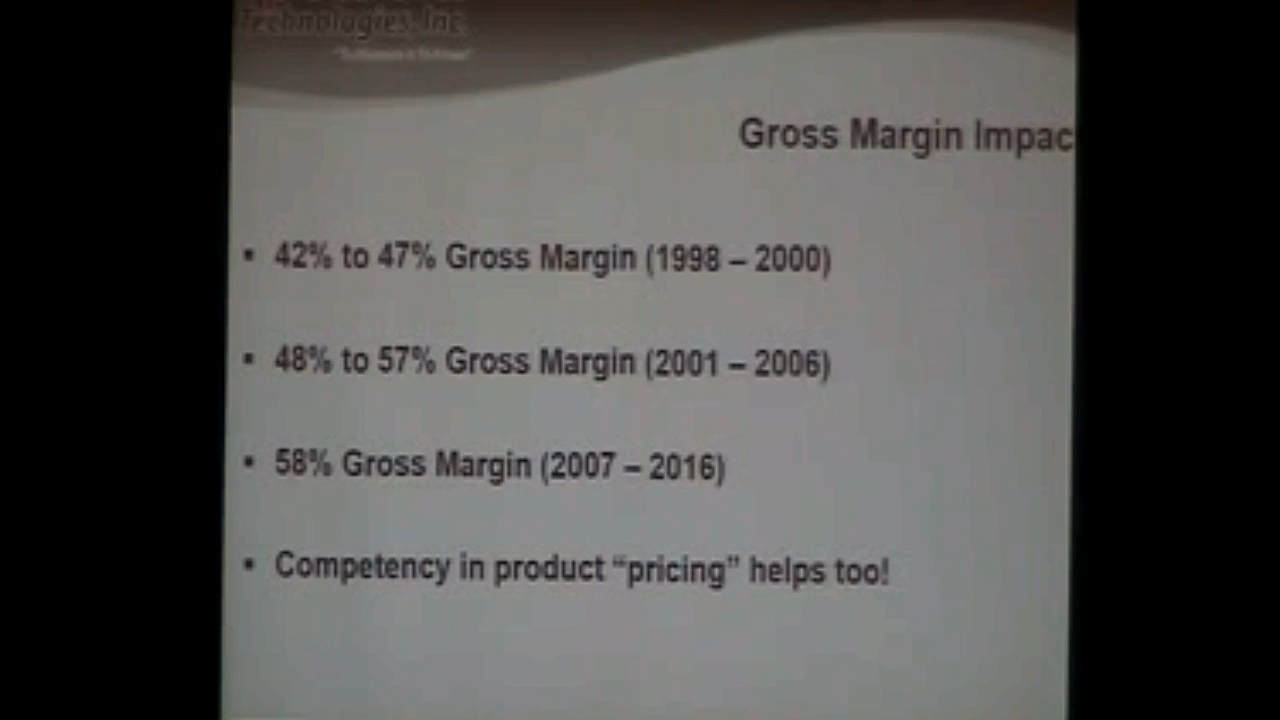 Technologies, Inc.
Gross Margin Impac
• 42% to 47% Gross Margin (1998 – 2000)
• 48% to 57% Gross Margin (2001 – 2006)
• 58% Gross Margin (2007 – 2016)
• Competency in product “pricing” helps too!